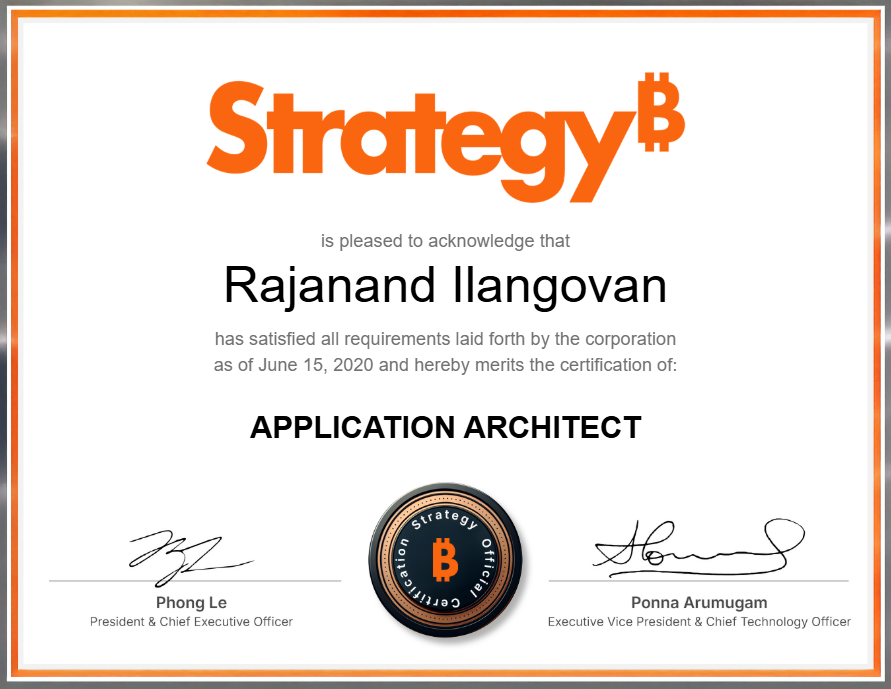 Strategy₿
is pleased to acknowledge that
Rajanand Ilangovan
has satisfied all requirements laid forth by the corporation
as of June 15, 2020 and hereby merits the certification of:
APPLICATION ARCHITECT
Strategy Official Certification
₿
Phong Le
President & Chief Executive Officer
Ponna Arumugam
Executive Vice President & Chief Technology Officer